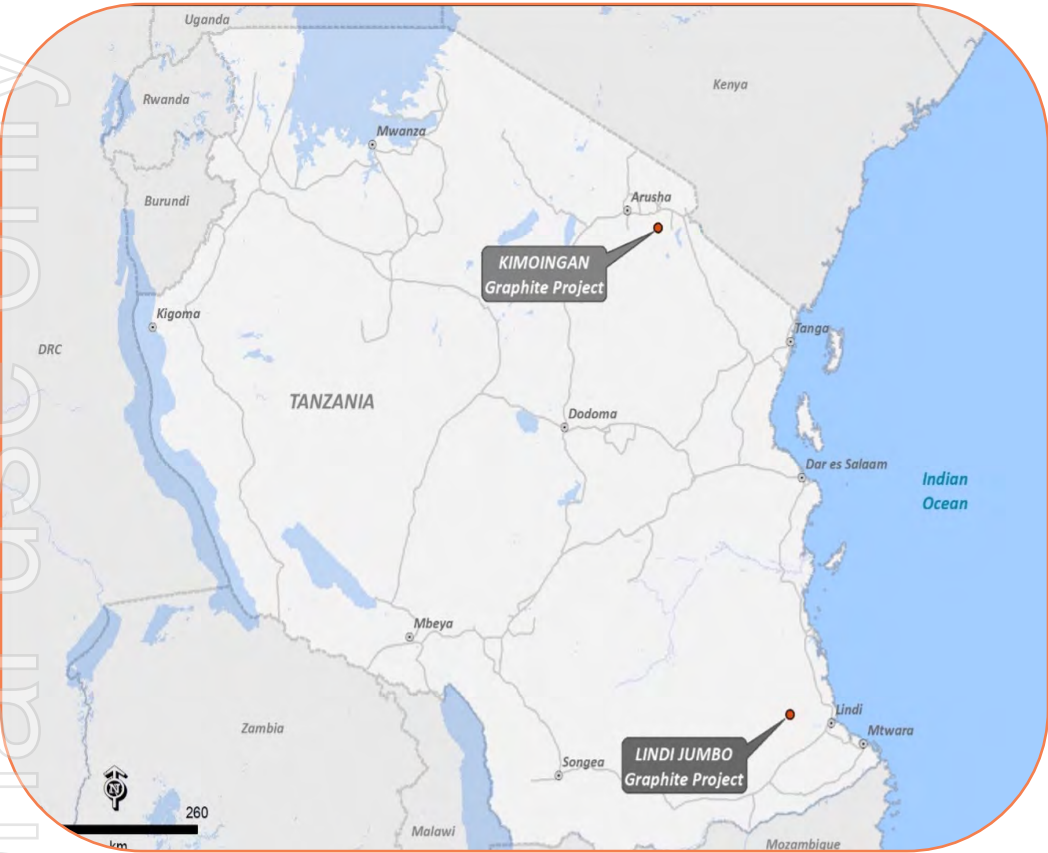 Uganda
Kenya
Rwanda
Mwanza
Burundi
Arusha
KIMOINGAN
Graphite Project
Kigoma
Tanga
DRC
TANZANIA
Dodoma
Dar es Salaam
Indian
Ocean
Mbeya
Lindi
Zambia
Mtwara
LINDI JUMBO
Graphite Project
Songea
N
260
km
Malawi
Mozambique